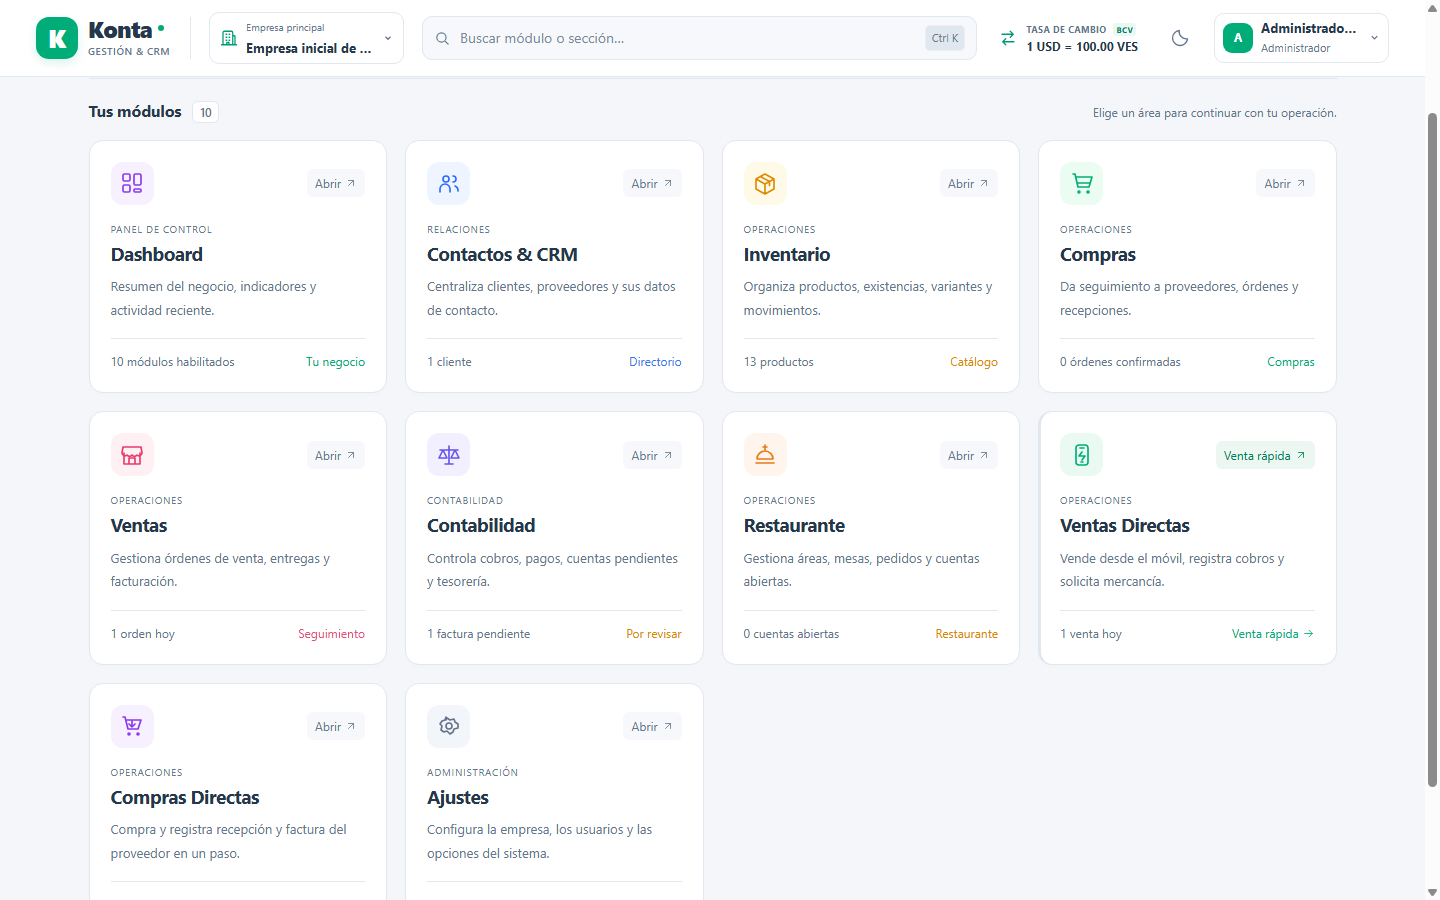 K
Konta
GESTIÓN & CRM
Empresa principal
Empresa inicial de ...
Buscar módulo o sección...
Ctrl K
TASA DE CAMBIO BCV
1 USD = 100.00 VES
A
Administrado...
Administrador
Tus módulos 10
Elige un área para continuar con tu operación.
Abrir
PANEL DE CONTROL
Dashboard
Resumen del negocio, indicadores y
actividad reciente.
10 módulos habilitados
Tu negocio
Abrir
RELACIONES
Contactos & CRM
Centraliza clientes, proveedores y sus datos
de contacto.
1 cliente
Directorio
Abrir
OPERACIONES
Inventario
Organiza productos, existencias, variantes y
movimientos.
13 productos
Catálogo
Abrir
OPERACIONES
Compras
Da seguimiento a proveedores, órdenes y
recepciones.
0 órdenes confirmadas
Compras
Abrir
OPERACIONES
Ventas
Gestiona órdenes de venta, entregas y
facturación.
1 orden hoy
Seguimiento
Abrir
CONTABILIDAD
Contabilidad
Controla cobros, pagos, cuentas pendientes
y tesorería.
1 factura pendiente
Por revisar
Abrir
OPERACIONES
Restaurante
Gestiona áreas, mesas, pedidos y cuentas
abiertas.
0 cuentas abiertas
Restaurante
Venta rápida
OPERACIONES
Ventas Directas
Vende desde el móvil, registra cobros y
solicita mercancía.
1 venta hoy
Venta rápida →
Abrir
OPERACIONES
Compras Directas
Compra y registra recepción y factura del
proveedor en un paso.
Abrir
ADMINISTRACIÓN
Ajustes
Configura la empresa, los usuarios y las
opciones del sistema.